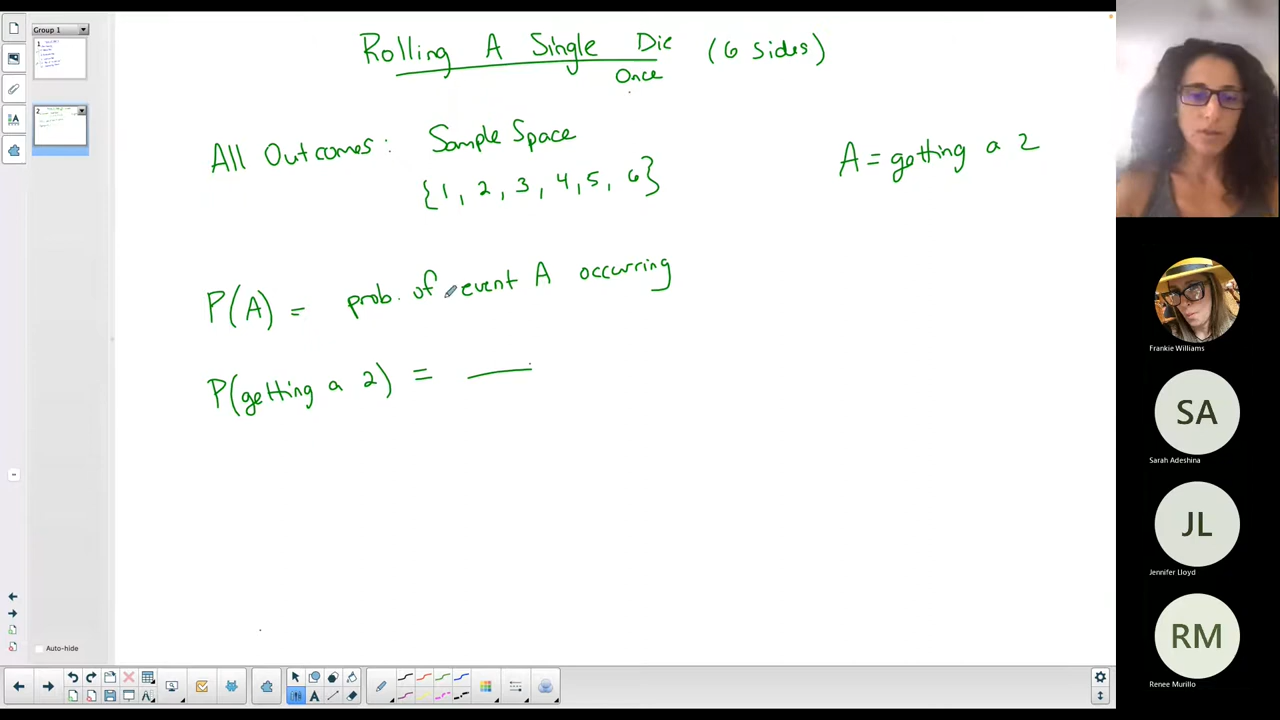 Group 1
Rolling A Single Die (6 sides)
Once
All Outcomes: Sample Space
{1, 2, 3, 4, 5, 6}
A = getting a 2
P(A) = prob. of event A occurring
P(getting a 2) =
Auto-hide
Frankie Williams
SA
Sarah Adeshina
JL
Jennifer Lloyd
RM
Renee Murillo